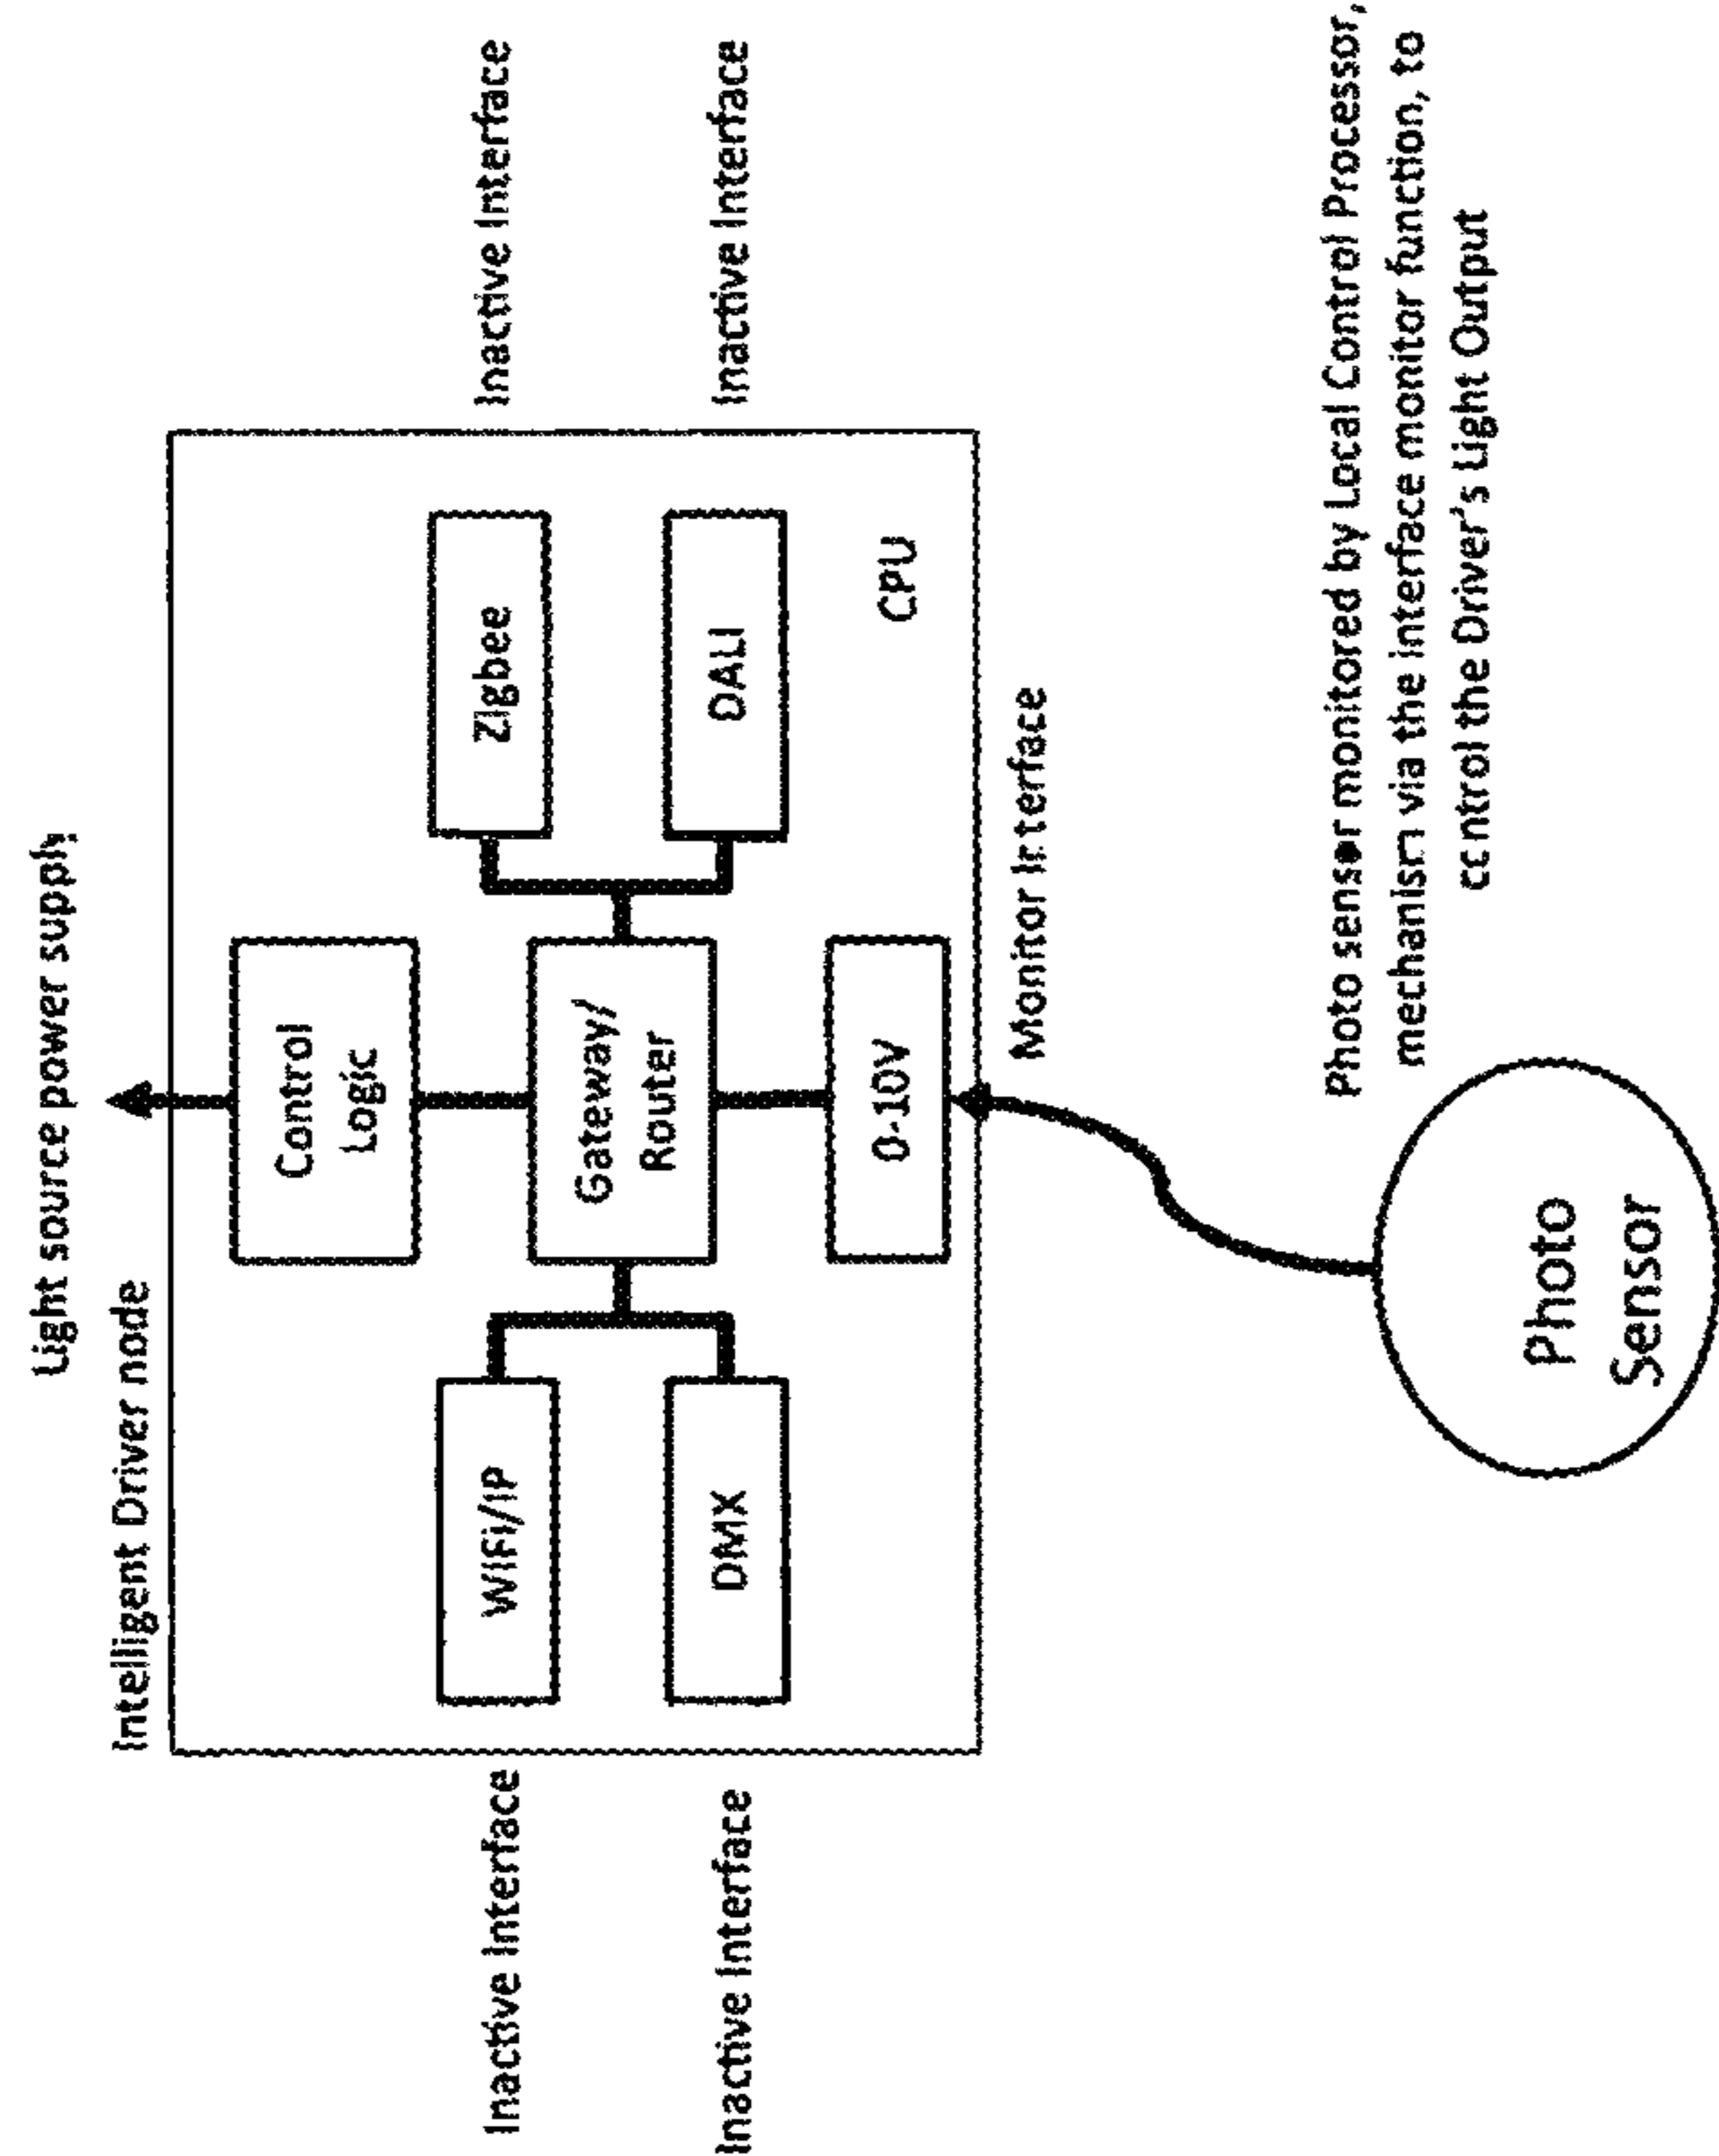 Light source power supply
Intelligent Driver node
Control
Logic
Inactive Interface
WiFi/IP
Gateway/
Router
Zigbee
Inactive Interface
Inactive Interface
DMX
DALI
Inactive Interface
0-10V
CPU
Monitor Interface
Photo sensor monitored by Local Control Processor,
mechanism via the interface monitor function, to
control the Driver's Light Output
Photo
Sensor